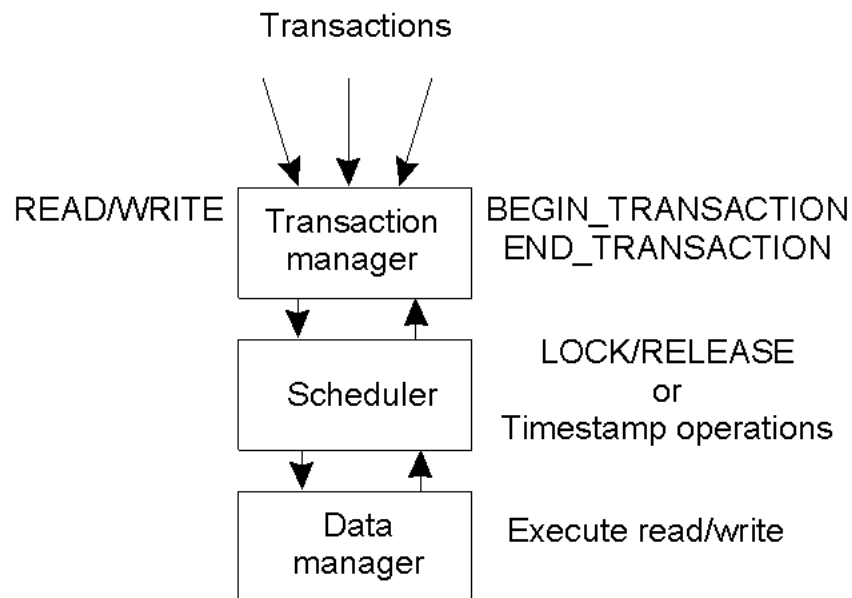 Transactions
READ/WRITE
Transaction
manager
BEGIN_TRANSACTION
END_TRANSACTION
Scheduler
LOCK/RELEASE
or
Timestamp operations
Data
manager
Execute read/write